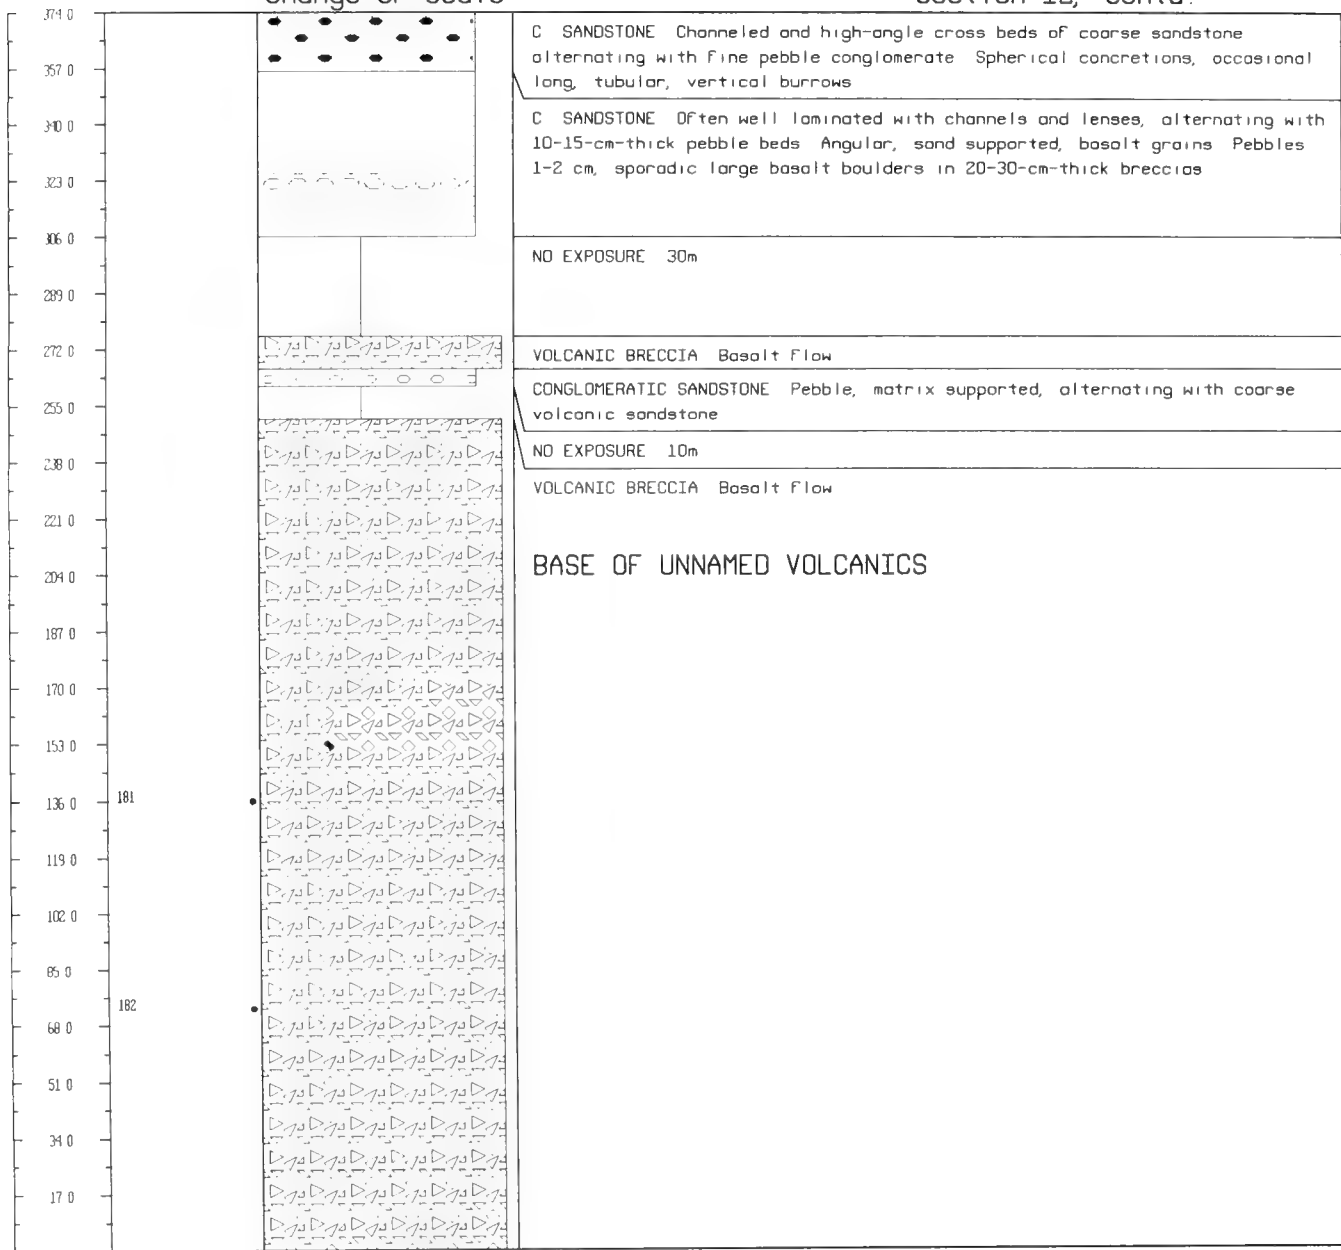 Change of Scale
Section 12, Cont'd.
374 0
357 0
340 0
323 0
306 0
289 0
272 0
255 0
238 0
221 0
204 0
187 0
170 0
153 0
136 0
119 0
102 0
85 0
68 0
51 0
34 0
17 0
181
182
C SANDSTONE Channeled and high-angle cross beds of coarse sandstone
alternating with fine pebble conglomerate Spherical concretions, occasional
long, tubular, vertical burrows
C SANDSTONE Often well laminated with channels and lenses, alternating with
10-15-cm-thick pebble beds Angular, sand supported, basalt grains Pebbles
1-2 cm, sporadic large basalt boulders in 20-30-cm-thick breccias
NO EXPOSURE 30m
VOLCANIC BRECCIA Basalt Flow
CONGLOMERATIC SANDSTONE Pebble, matrix supported, alternating with coarse
volcanic sandstone
NO EXPOSURE 10m
VOLCANIC BRECCIA Basalt Flow
BASE OF UNNAMED VOLCANICS